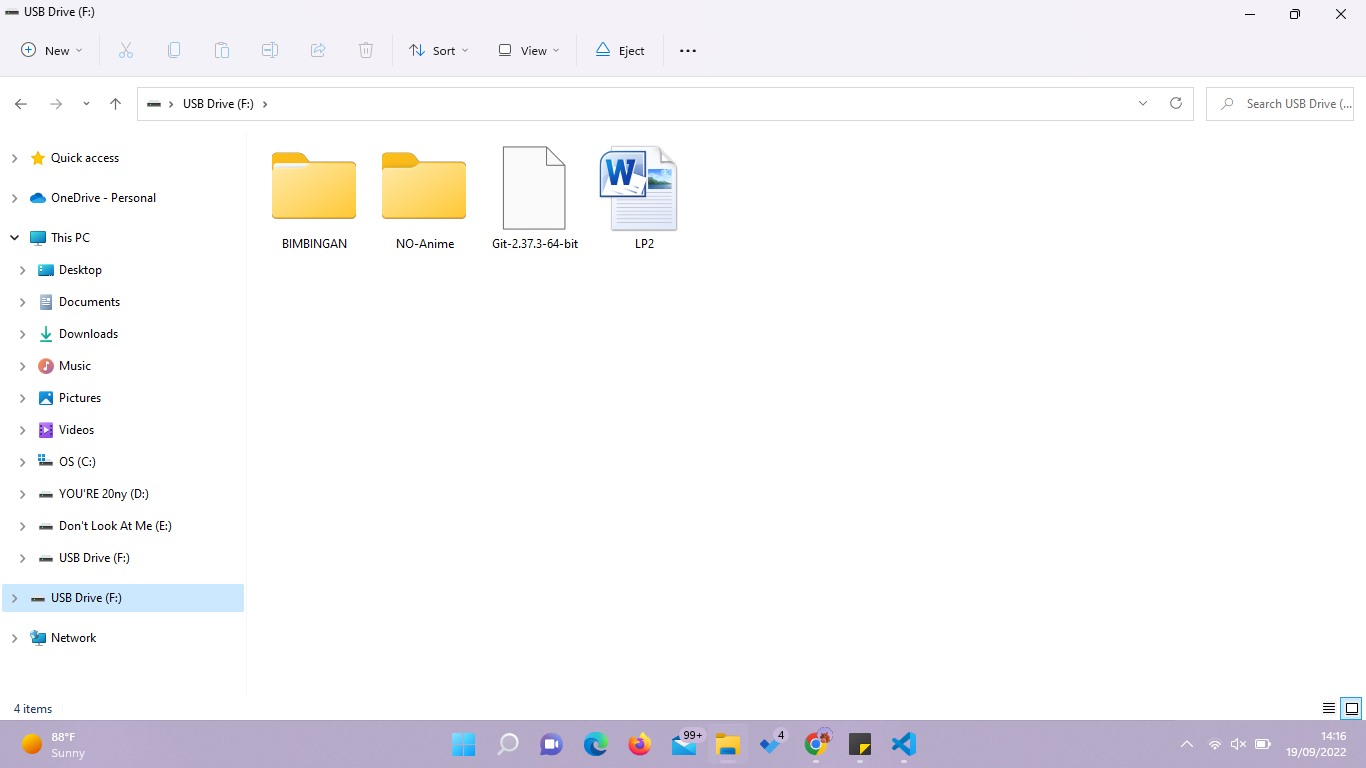 USB Drive (F:)
New
Sort
View
Eject
USB Drive (F:)
Search USB Drive (...
Quick access
OneDrive - Personal
This PC
Desktop
Documents
Downloads
Music
Pictures
Videos
OS (C:)
YOU'RE 20ny (D:)
Don't Look At Me (E:)
USB Drive (F:)
USB Drive (F:)
Network
BIMBINGAN
NO-Anime
Git-2.37.3-64-bit
W
LP2
4 items
88°F
Sunny
99+
4
14:16
19/09/2022